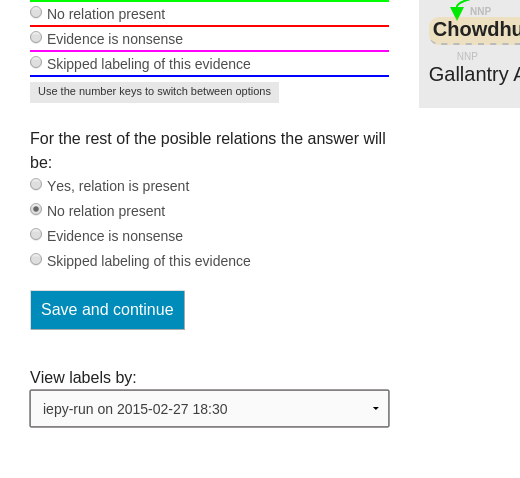 No relation present
Evidence is nonsense
Skipped labeling of this evidence
Use the number keys to switch between options
For the rest of the posible relations the answer will
be:
Yes, relation is present
No relation present
Evidence is nonsense
Skipped labeling of this evidence
Save and continue
View labels by:
iepy-run on 2015-02-27 18:30
NNP
Chowdhu
NNP
Gallantry A